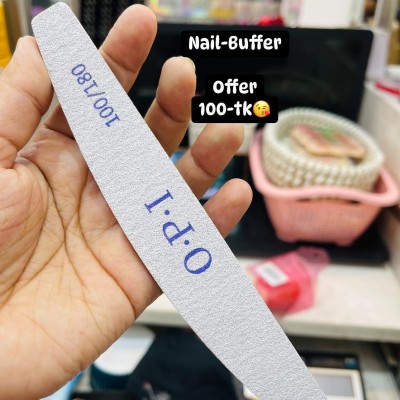 Nail-Buffer
Offer
100-tk😘
100/180
O·P·I